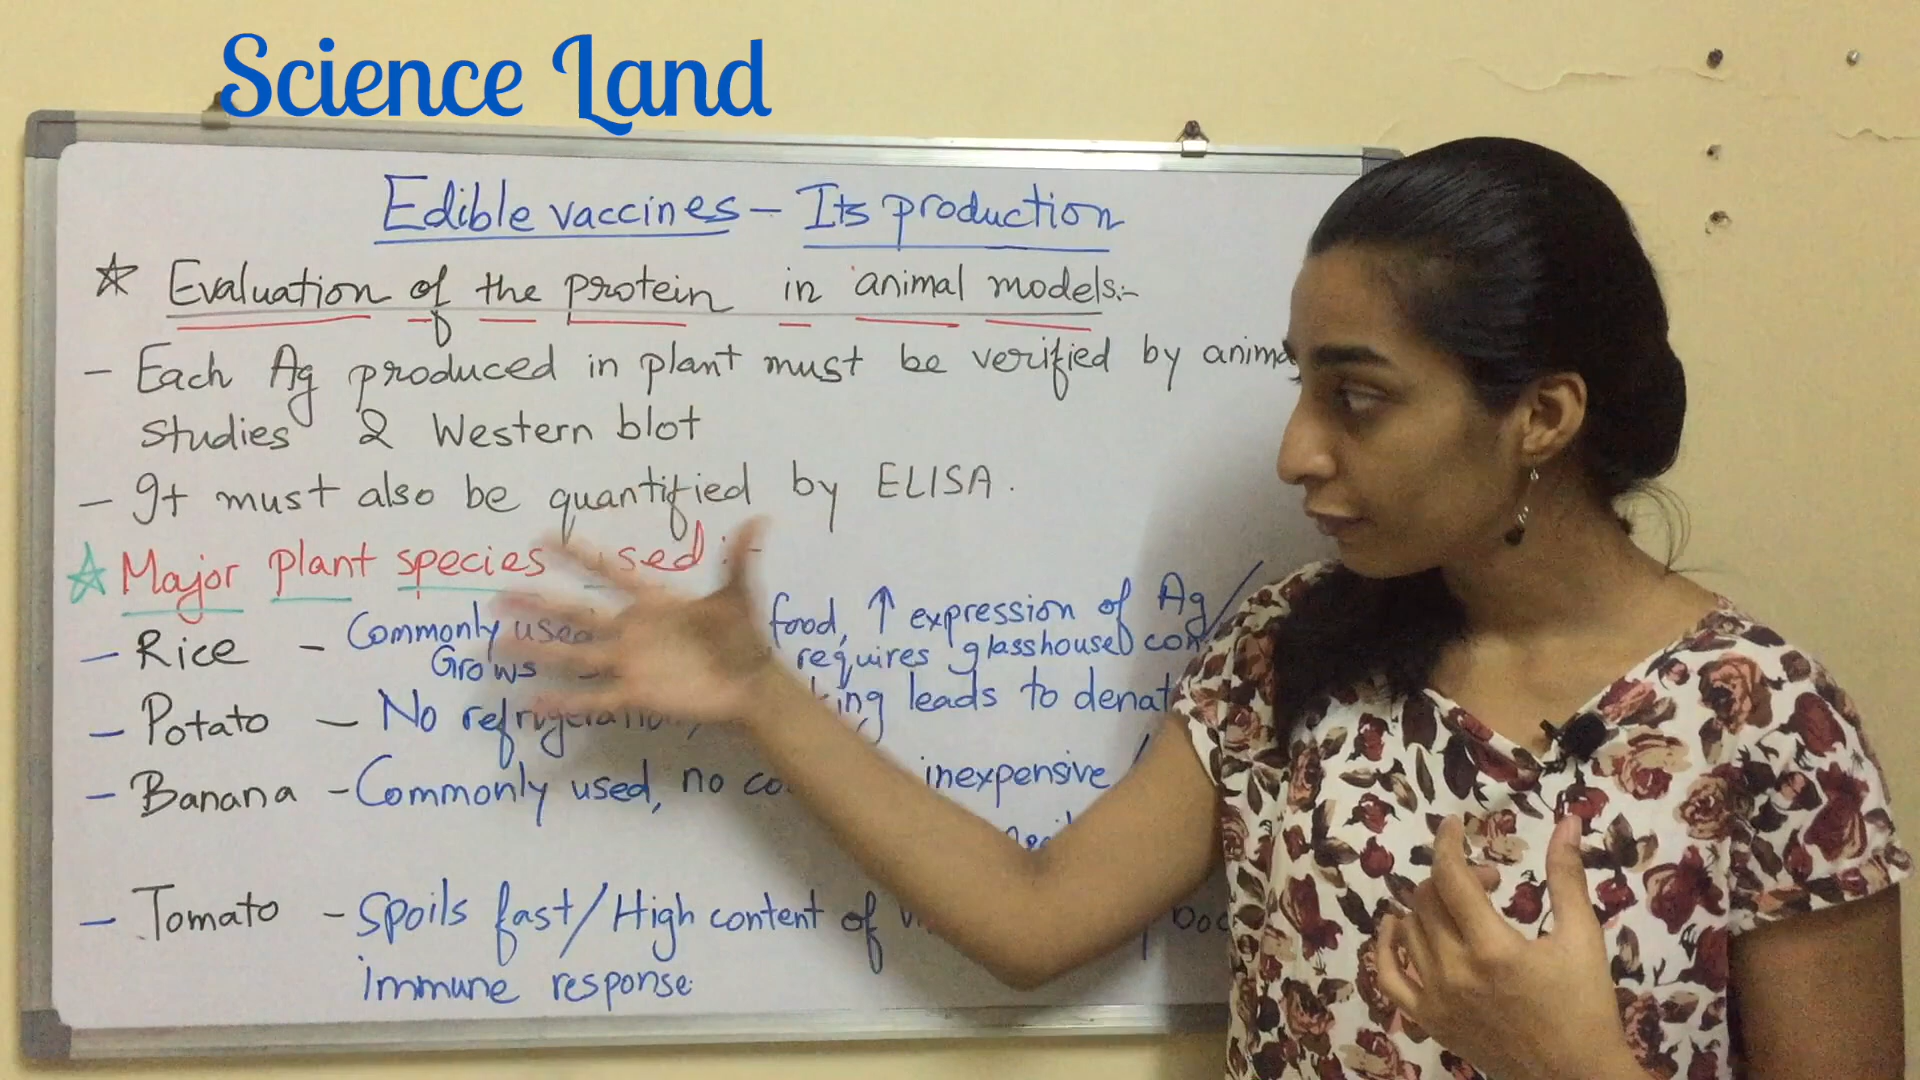 Science Land
Edible vaccines - Its production
☆ Evaluation of the protein in animal models:-
- Each Ag produced in plant must be verified by
studies & Western blot
- It must also be quantified by ELISA.
☆ Major plant species used :-
- Rice - Commonly used food, ↑ expression of Ag/
Grows requires glasshouse
- Potato - No leads to
- Banana - Commonly used, no inexpensive /
- Tomato - Spoils fast/High content of
immune response